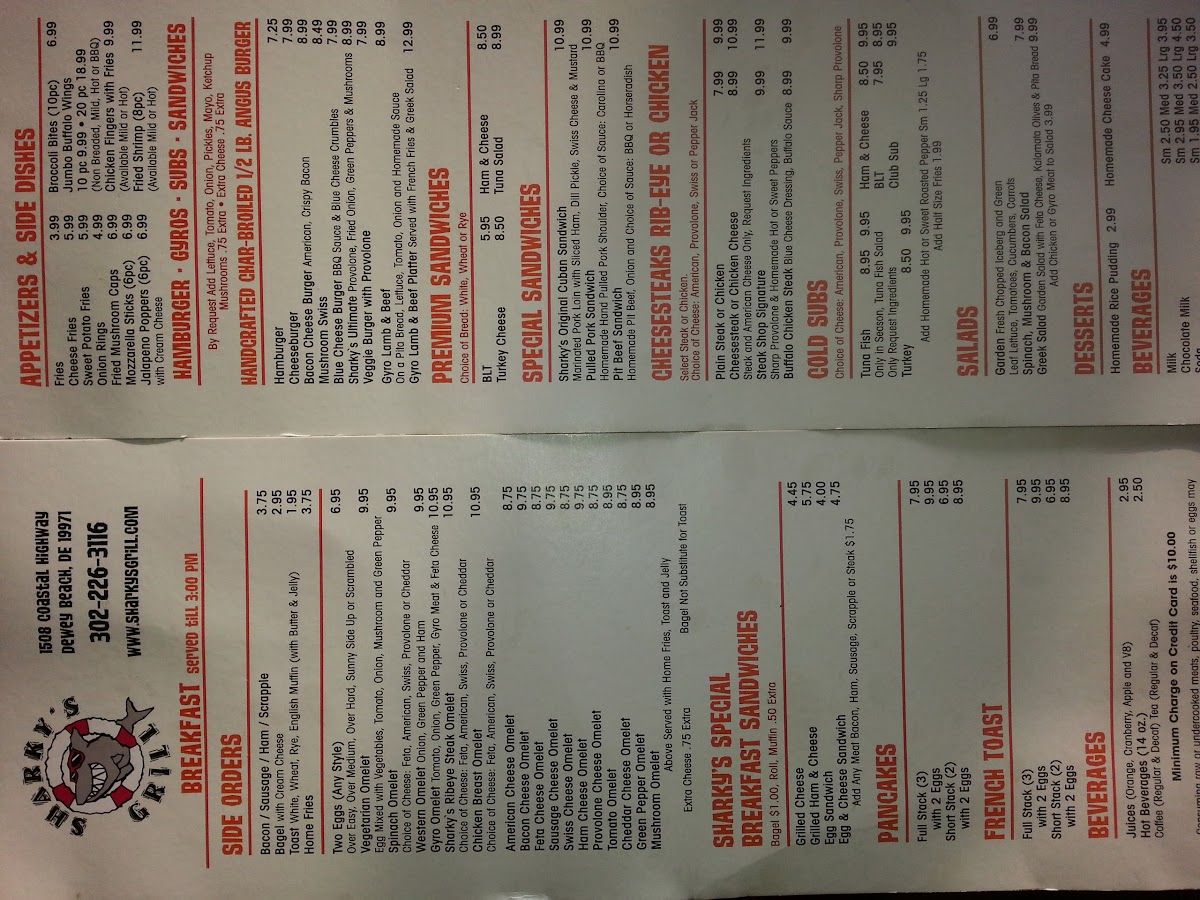 SHARKY'S
GRILL
1508 Coastal Highway
Dewey Beach, DE 19971
302-226-3116
www.sharkysgrill.com
BREAKFAST served till 3:00 PM
SIDE ORDERS
Bacon / Sausage / Ham / Scrapple 3.75
Bagel with Cream Cheese 2.95
Toast White, Wheat, Rye, English Muffin (with Butter & Jelly) 1.95
Home Fries 3.75
Two Eggs (Any Style) 6.95
Over Easy, Over Medium, Over Hard, Sunny Side Up or Scrambled
Vegetarian Omelet 9.95
Egg Mixed with Vegetables, Tomato, Onion, Mushroom and Green Pepper
Spinach Omelet 9.95
Choice of Cheese: Feta, American, Swiss, Provolone or Cheddar
Western Omelet Onion, Green Pepper and Ham 9.95
Gyro Omelet Tomato, Onion, Green Pepper, Gyro Meat & Feta Cheese 10.95
Sharky's Ribeye Steak Omelet 10.95
Choice of Cheese: Feta, American, Swiss, Provolone or Cheddar
Chicken Breast Omelet 10.95
Choice of Cheese: Feta, American, Swiss, Provolone or Cheddar
American Cheese Omelet 8.75
Bacon Cheese Omelet 9.75
Feta Cheese Omelet 8.75
Sausage Cheese Omelet 9.75
Swiss Cheese Omelet 8.75
Ham Cheese Omelet 9.75
Provolone Cheese Omelet 8.75
Tomato Omelet 8.95
Cheddar Cheese Omelet 8.75
Green Pepper Omelet 8.95
Mushroom Omelet 8.95
Above Served with Home Fries, Toast and Jelly
Extra Cheese .75 Extra Bagel Not Substitute for Toast
SHARKY'S SPECIAL
BREAKFAST SANDWICHES
Bagel $1.00, Roll, Muffin .50 Extra
Grilled Cheese 4.45
Grilled Ham & Cheese 5.75
Egg Sandwich 4.00
Egg & Cheese Sandwich 4.75
Add Any Meat Bacon, Ham, Sausage, Scrapple or Steak $1.75
PANCAKES
Full Stack (3) 7.95
with 2 Eggs 9.95
Short Stack (2) 6.95
with 2 Eggs 8.95
FRENCH TOAST
Full Stack (3) 7.95
with 2 Eggs 9.95
Short Stack (2) 6.95
with 2 Eggs 8.95
BEVERAGES
Juices (Orange, Cranberry, Apple and V8) 2.95
Hot Beverages (14 oz.) 2.50
Coffee (Regular & Decaf) Tea (Regular & Decaf)
Minimum Charge on Credit Card is $10.00
or undercooked meats, poultry, seafood, shellfish or eggs may
APPETIZERS & SIDE DISHES
Fries 3.99
Cheese Fries 5.99
Sweet Potato Fries 5.99
Onion Rings 4.99
Fried Mushroom Caps 6.99
Mozzarella Sticks (6pc) 6.99
Jalapeno Poppers (6pc) 6.99
with Cream Cheese
Broccoli Bites (10pc) 6.99
Jumbo Buffalo Wings
10 pc 9.99 • 20 pc 18.99
(Non Breaded, Mild, Hot or BBQ)
Chicken Fingers with Fries 9.99
(Available Mild or Hot)
Fried Shrimp (8pc) 11.99
(Available Mild or Hot)
HAMBURGER · GYROS · SUBS · SANDWICHES
By Request Add Lettuce, Tomato, Onion, Pickles, Mayo, Ketchup
Mushrooms .75 Extra • Extra Cheese .75 Extra
HANDCRAFTED CHAR-BROILED 1/2 LB. ANGUS BURGER
Hamburger 7.25
Cheeseburger 7.99
Bacon Cheese Burger American, Crispy Bacon 8.99
Mushroom Swiss 8.49
Blue Cheese Burger BBQ Sauce & Blue Cheese Crumbles 7.99
Sharky's Ultimate Provolone, Fried Onion, Green Peppers & Mushrooms 8.99
Veggie Burger with Provolone 7.99
Gyro Lamb & Beef 8.99
On a Pita Bread, Lettuce, Tomato, Onion and Homemade Sauce
Gyro Lamb & Beef Platter Served with French Fries & Greek Salad 12.99
PREMIUM SANDWICHES
Choice of Bread: White, Wheat or Rye
BLT 5.95 Ham & Cheese 8.50
Turkey Cheese 8.50 Tuna Salad 8.99
SPECIAL SANDWICHES
Sharky's Original Cuban Sandwich 10.99
Marinated Pork Loin with Sliced Ham, Dill Pickle, Swiss Cheese & Mustard
Pulled Pork Sandwich 10.99
Homemade Hand Pulled Pork Shoulder, Choice of Sauce: Carolina or BBQ
Pit Beef Sandwich 10.99
Homemade Pit Beef, Onion and Choice of Sauce: BBQ or Horseradish
CHEESESTEAKS RIB-EYE OR CHICKEN
Select Steak or Chicken,
Choice of Cheese: American, Provolone, Swiss or Pepper Jack
Plain Steak or Chicken 7.99 9.99
Cheesesteak or Chicken Cheese 8.99 10.99
Steak and American Cheese Only, Request Ingredients
Steak Shop Signature 9.99 11.99
Sharp Provolone & Homemade Hot or Sweet Peppers
Buffalo Chicken Steak Blue Cheese Dressing, Buffalo Sauce 8.99 9.99
COLD SUBS
Choice of Cheese: American, Provolone, Swiss, Pepper Jack, Sharp Provolone
Tuna Fish 8.95 9.95 Ham & Cheese 8.50 9.95
Only in Season, Tuna Fish Salad BLT 7.95 8.95
Only Request Ingredients Club Sub 9.95
Turkey 8.50 9.95
Add Homemade Hot or Sweet Roasted Pepper Sm 1.25 Lg 1.75
Add Half Size Fries 1.99
SALADS
Garden Fresh Chopped Iceberg and Green 6.99
Leaf Lettuce, Tomatoes, Cucumbers, Carrots
Spinach, Mushroom & Bacon Salad 7.99
Greek Salad Garden Salad with Feta Cheese, Kalamata Olives & Pita Bread 9.99
Add Chicken or Gyro Meat to Salad 3.99
DESSERTS
Homemade Rice Pudding 2.99 Homemade Cheese Cake 4.99
BEVERAGES
Milk Sm 2.50 Med 3.25 Lrg 3.95
Chocolate Milk Sm 2.95 Med 3.50 Lrg 4.50
Soda Sm 1.95 Med 2.50 Lrg 3.50